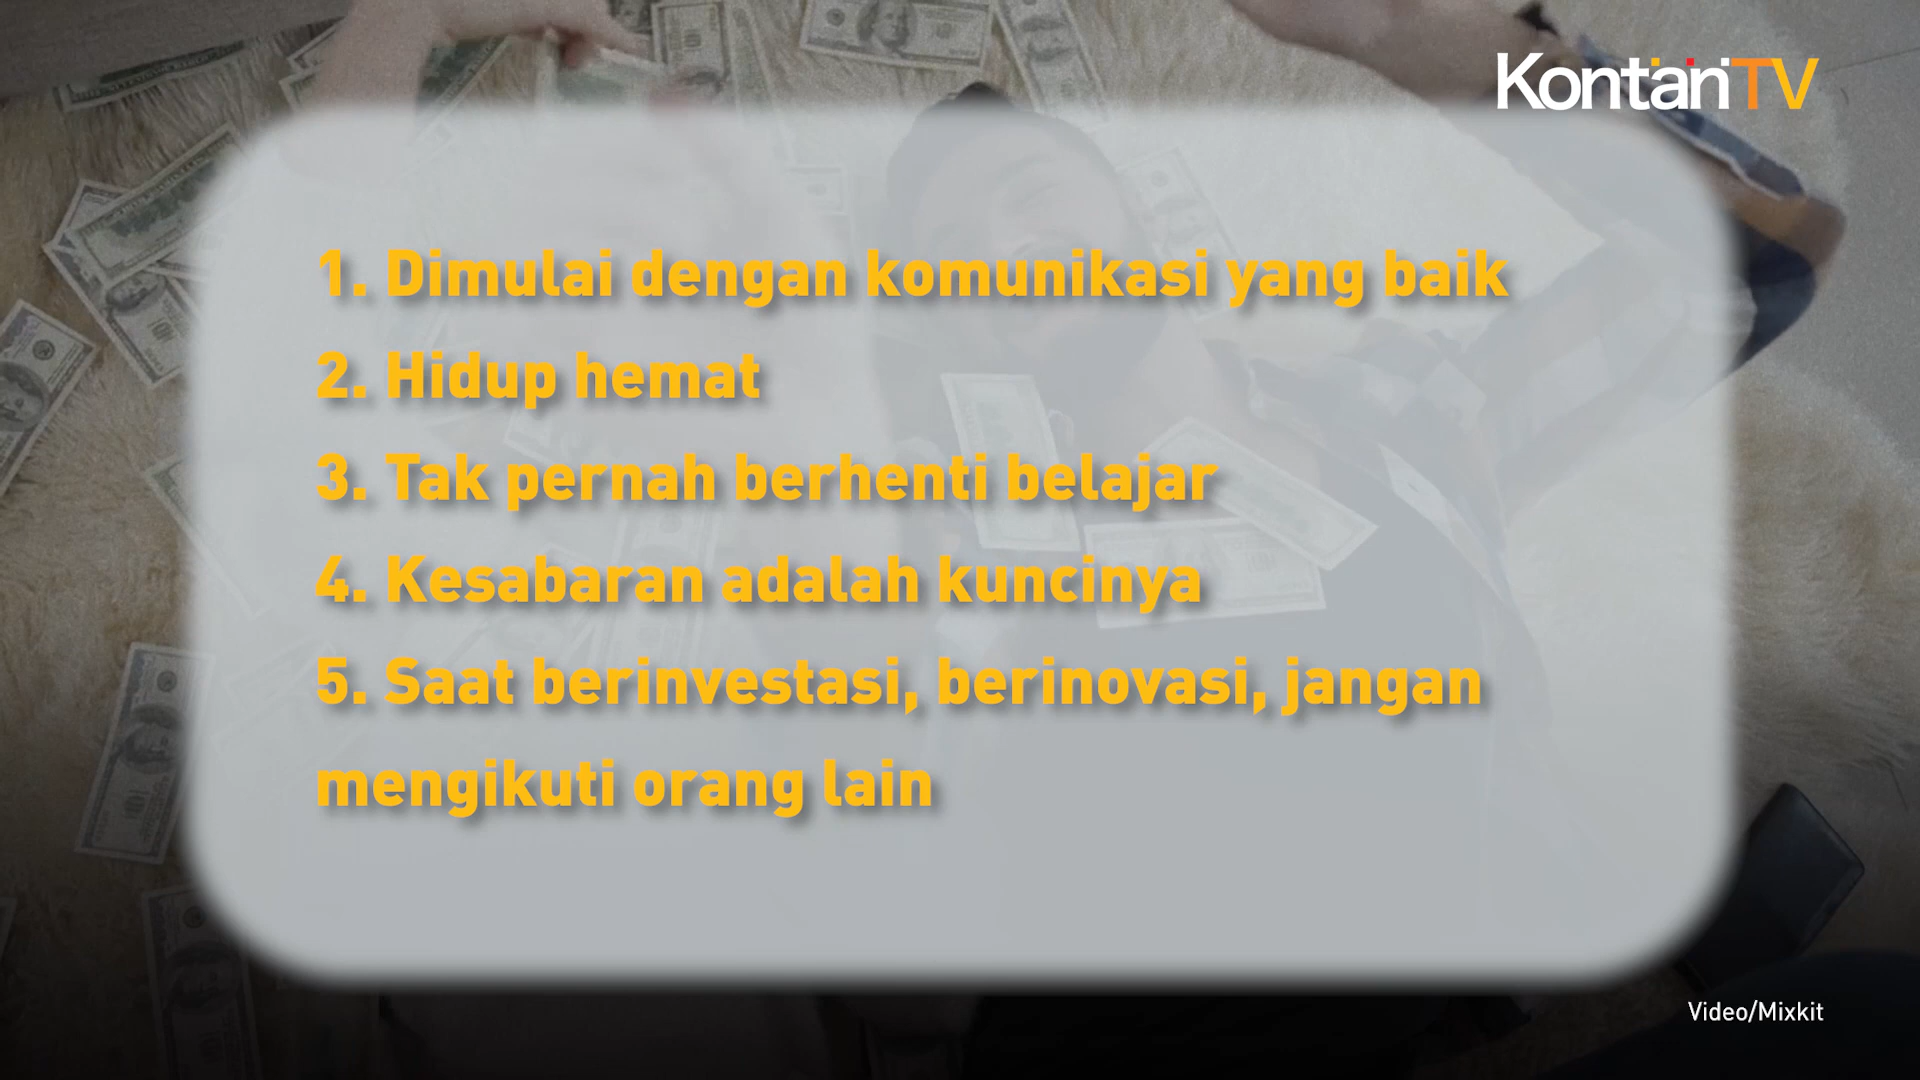 KontanTV
1. Dimulai dengan komunikasi yang baik
2. Hidup hemat
3. Tak pernah berhenti belajar
4. Kesabaran adalah kuncinya
5. Saat berinvestasi, berinovasi, jangan
mengikuti orang lain
Video/Mixkit